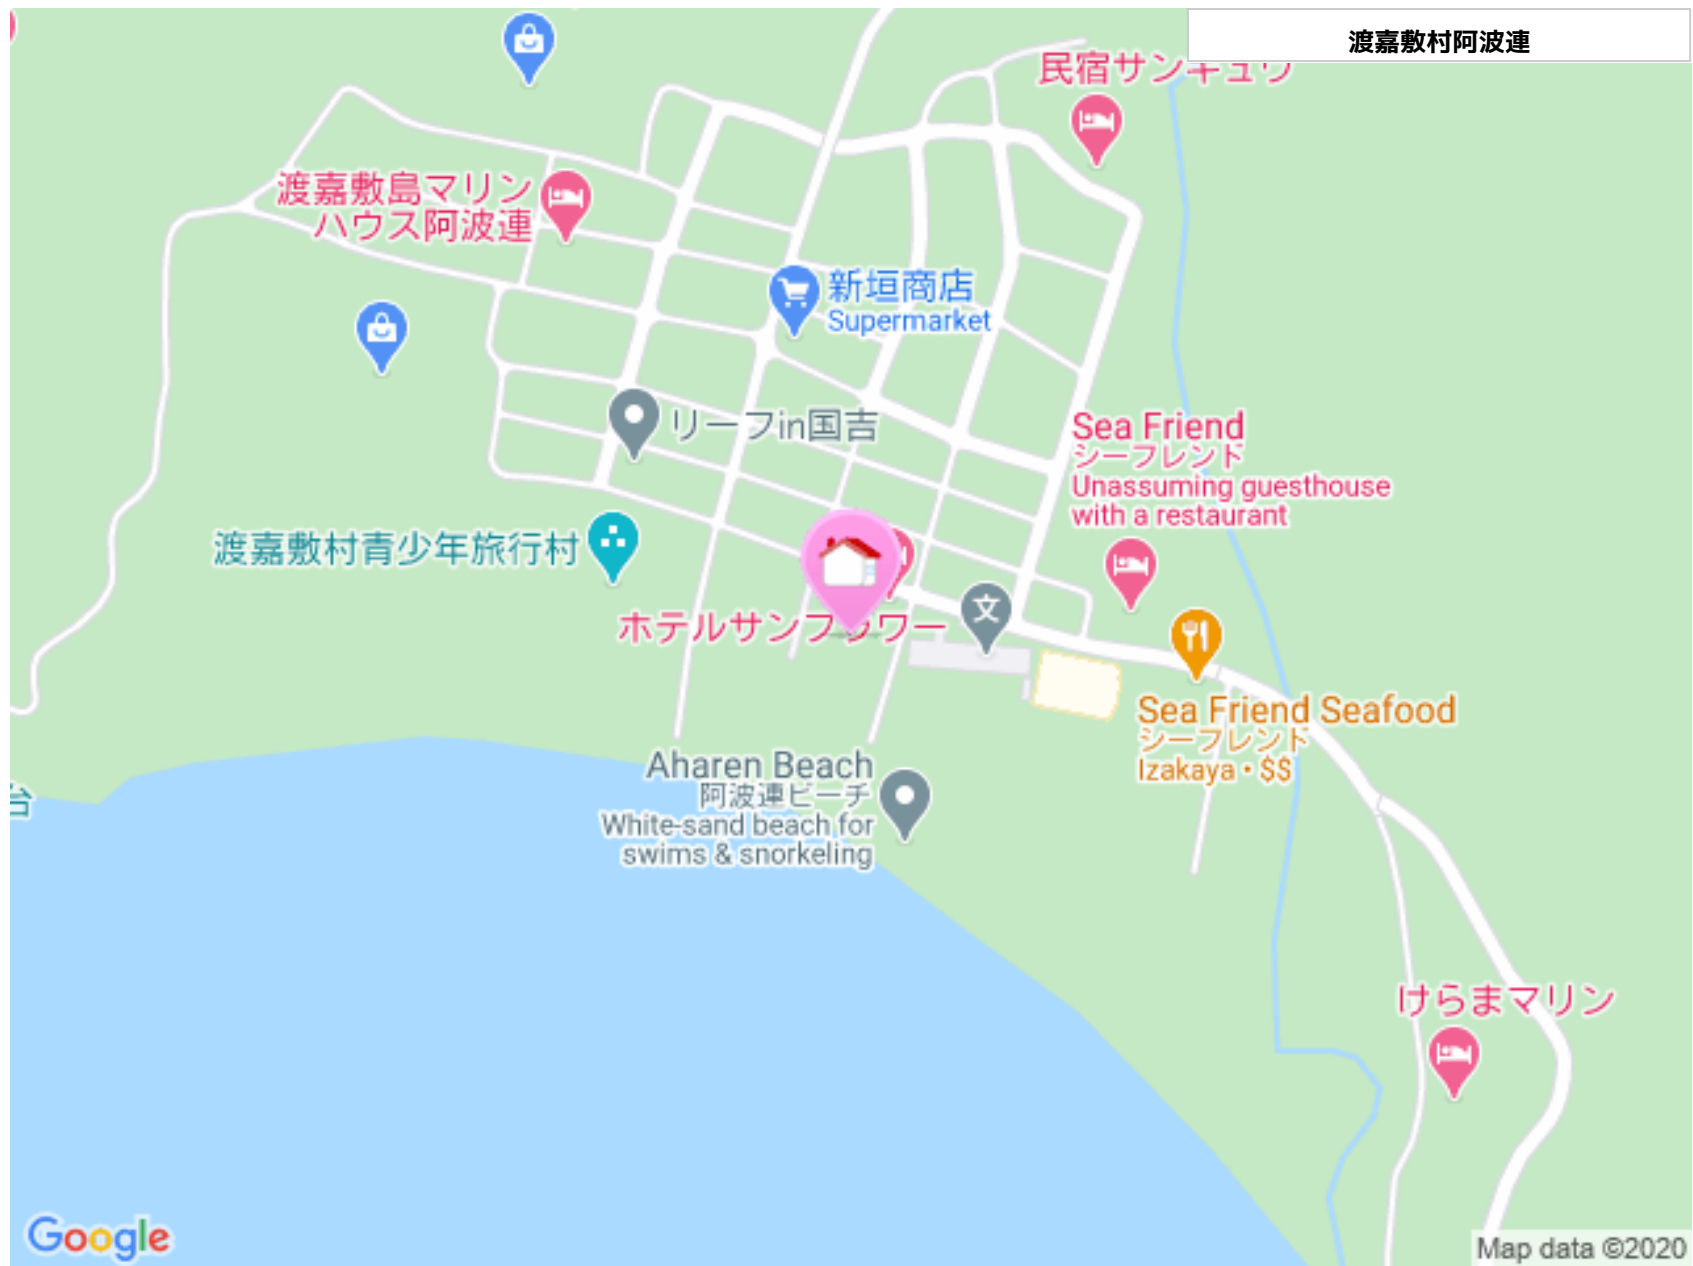 渡嘉敷村阿波連
民宿サンキュウ
渡嘉敷島マリン
ハウス阿波連
新垣商店
Supermarket
リーフin国吉
Sea Friend
シーフレンド
Unassuming guesthouse
with a restaurant
渡嘉敷村青少年旅行村
文
ホテルサンフラワー
Sea Friend Seafood
シーフレンド
Izakaya • $$
Aharen Beach
阿波連ビーチ
White-sand beach for
swims & snorkeling
台
けらまマリン
Google
Map data ©2020